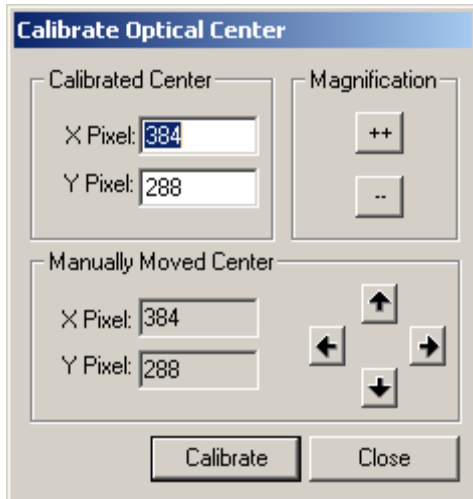 Calibrate Optical Center
Calibrated Center
X Pixel: 384
Y Pixel: 288
Magnification
++
--
Manually Moved Center
X Pixel: 384
Y Pixel: 288
Calibrate
Close